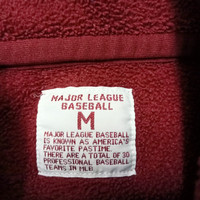 MAJOR LEAGUE
BASEBALL
M
MAJOR LEAGUE BASEBALL
IS KNOWN AS AMERICA'S
FAVORITE PASTIME.
THERE ARE A TOTAL OF 30
PROFESSIONAL BASEBALL
TEAMS IN MLB.